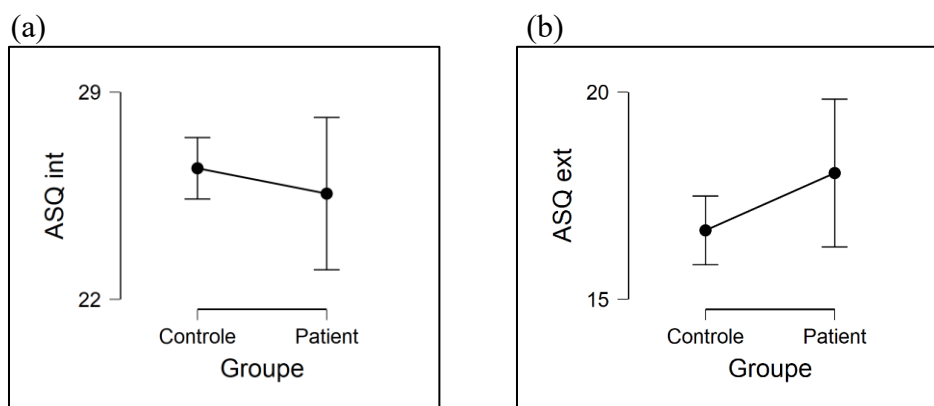 (a)
29
ASQ int
22
Controle Patient
Groupe
(b)
20
ASQ ext
15
Controle Patient
Groupe